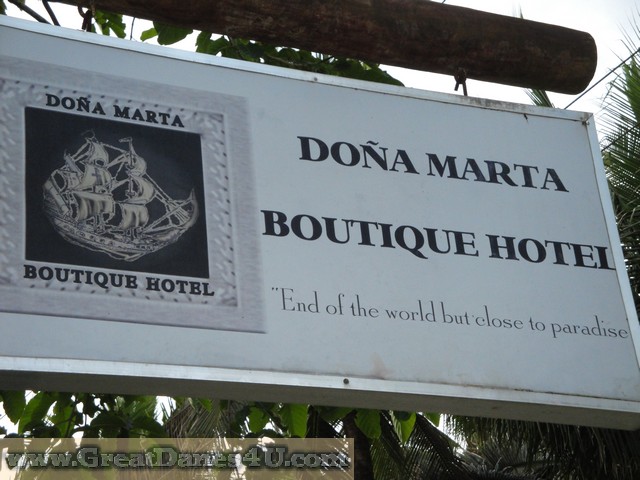 DOÑA MARTA
BOUTIQUE HOTEL
DOÑA MARTA
BOUTIQUE HOTEL
"End of the world but close to paradise
www.GreatDanes4U.com